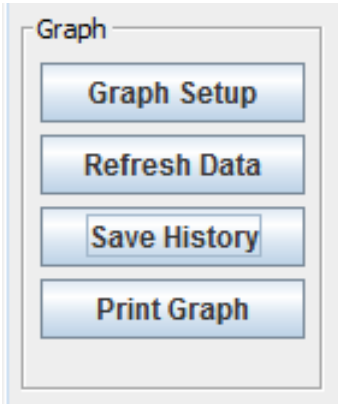 Graph
Graph Setup
Refresh Data
Save History
Print Graph